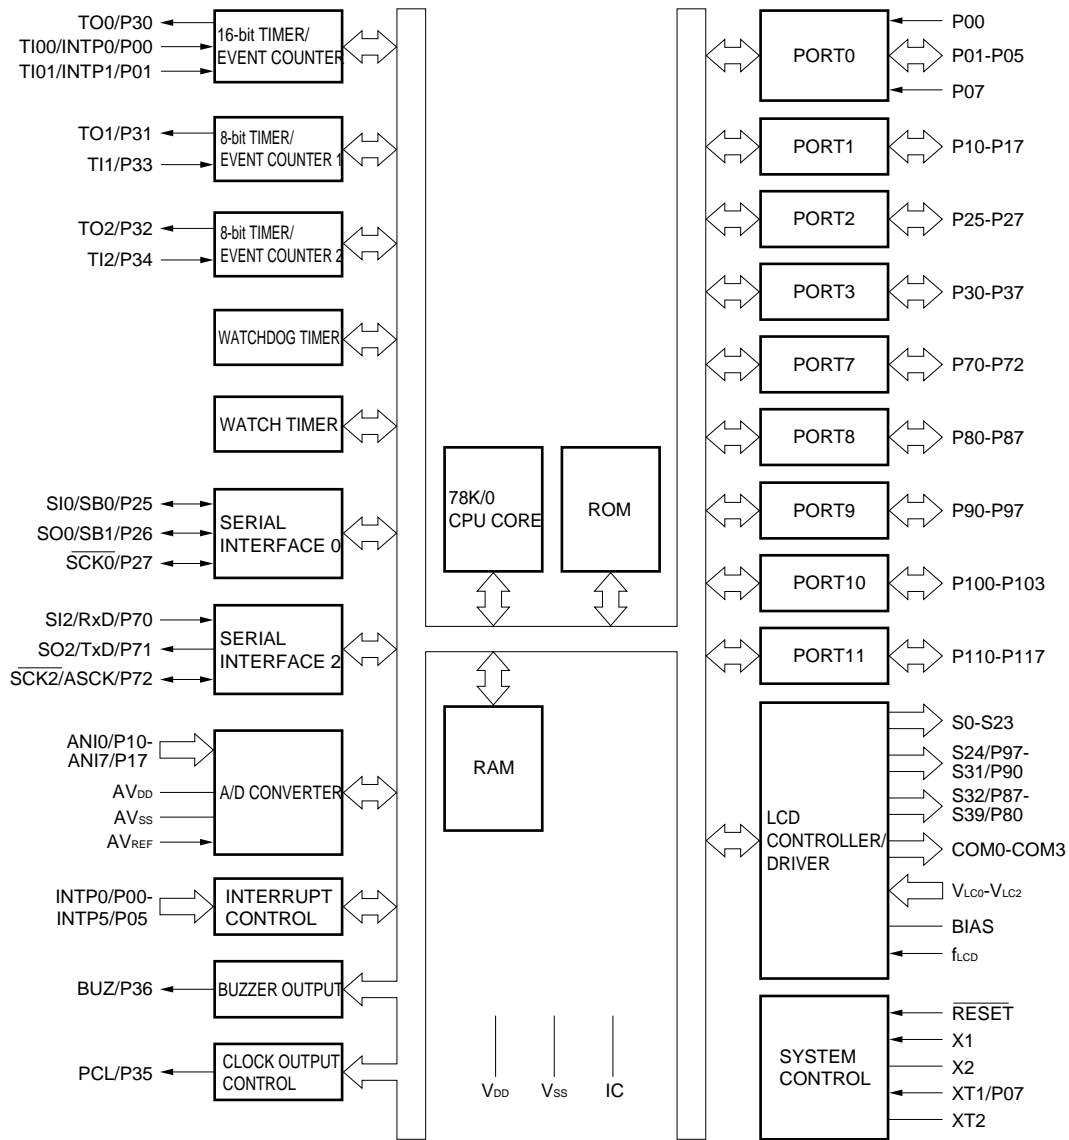 TO0/P30
TI00/INTP0/P00
TI01/INTP1/P01
16-bit TIMER/
EVENT COUNTER
TO1/P31
TI1/P33
8-bit TIMER/
EVENT COUNTER 1
TO2/P32
TI2/P34
8-bit TIMER/
EVENT COUNTER 2
WATCHDOG TIMER
WATCH TIMER
SI0/SB0/P25
SO0/SB1/P26
SCK0/P27
SERIAL
INTERFACE 0
SI2/RxD/P70
SO2/TxD/P71
SCK2/ASCK/P72
SERIAL
INTERFACE 2
ANI0/P10-
ANI7/P17
AVDD
AVSS
AVREF
A/D CONVERTER
INTP0/P00-
INTP5/P05
INTERRUPT
CONTROL
BUZ/P36
BUZZER OUTPUT
PCL/P35
CLOCK OUTPUT
CONTROL
78K/0
CPU CORE
ROM
RAM
VDD
VSS
IC
PORT0
P00
P01-P05
P07
PORT1
P10-P17
PORT2
P25-P27
PORT3
P30-P37
PORT7
P70-P72
PORT8
P80-P87
PORT9
P90-P97
PORT10
P100-P103
PORT11
P110-P117
LCD
CONTROLLER/
DRIVER
S0-S23
S24/P97-
S31/P90
S32/P87-
S39/P80
COM0-COM3
VLC0-VLC2
BIAS
fLCD
SYSTEM
CONTROL
RESET
X1
X2
XT1/P07
XT2